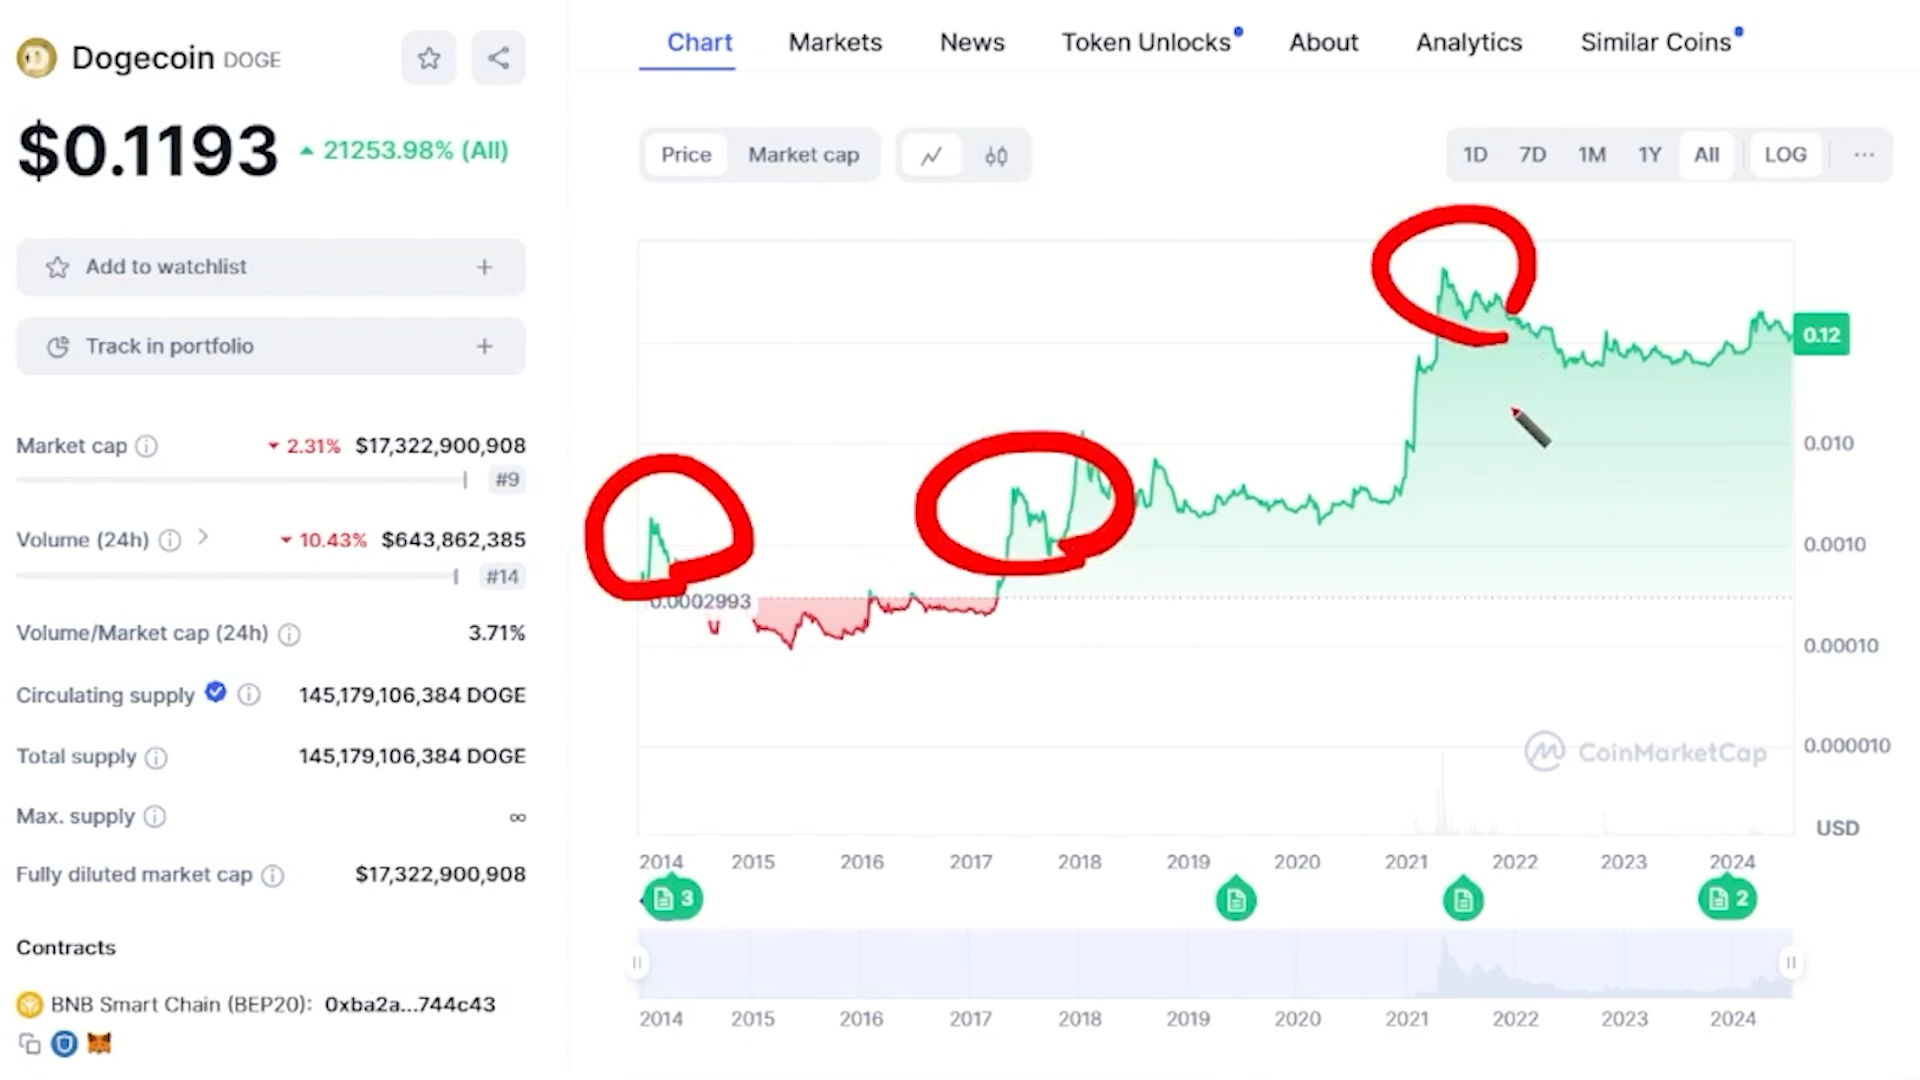 Dogecoin DOGE
$0.1193 21253.98% (All)
Add to watchlist +
Track in portfolio +
Market cap 2.31% $17,322,900,908
#9
Volume (24h) 10.43% $643,862,385
#14
Volume/Market cap (24h) 3.71%
Circulating supply 145,179,106,384 DOGE
Total supply 145,179,106,384 DOGE
Max. supply ∞
Fully diluted market cap $17,322,900,908
Contracts
BNB Smart Chain (BEP20): 0xba2a...744c43
Chart Markets News Token Unlocks About Analytics Similar Coins
Price Market cap 1D 7D 1M 1Y All LOG ...
0.12
0.010
0.0010
0.0002993
0.00010
0.000010
CoinMarketCap
USD
2014 2015 2016 2017 2018 2019 2020 2021 2022 2023 2024
3 2
2014 2015 2016 2017 2018 2019 2020 2021 2022 2023 2024